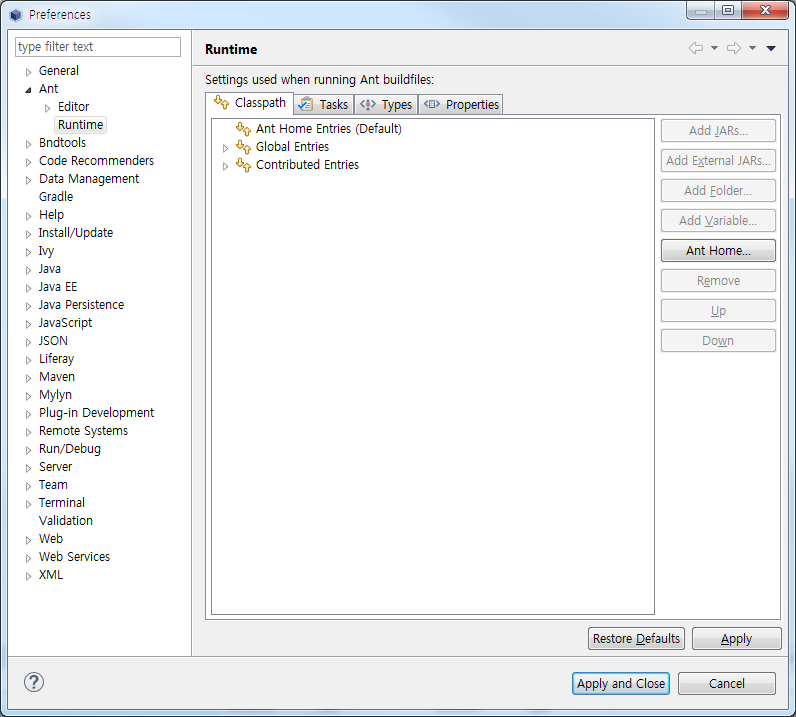 Preferences
type filter text
General
Ant
Editor
Runtime
Bndtools
Code Recommenders
Data Management
Gradle
Help
Install/Update
Ivy
Java
Java EE
Java Persistence
JavaScript
JSON
Liferay
Maven
Mylyn
Plug-in Development
Remote Systems
Run/Debug
Server
Team
Terminal
Validation
Web
Web Services
XML
Runtime
Settings used when running Ant buildfiles:
Classpath Tasks Types Properties
Ant Home Entries (Default)
Global Entries
Contributed Entries
Add JARs...
Add External JARs...
Add Folder...
Add Variable...
Ant Home...
Remove
Up
Down
Restore Defaults Apply
? Apply and Close Cancel